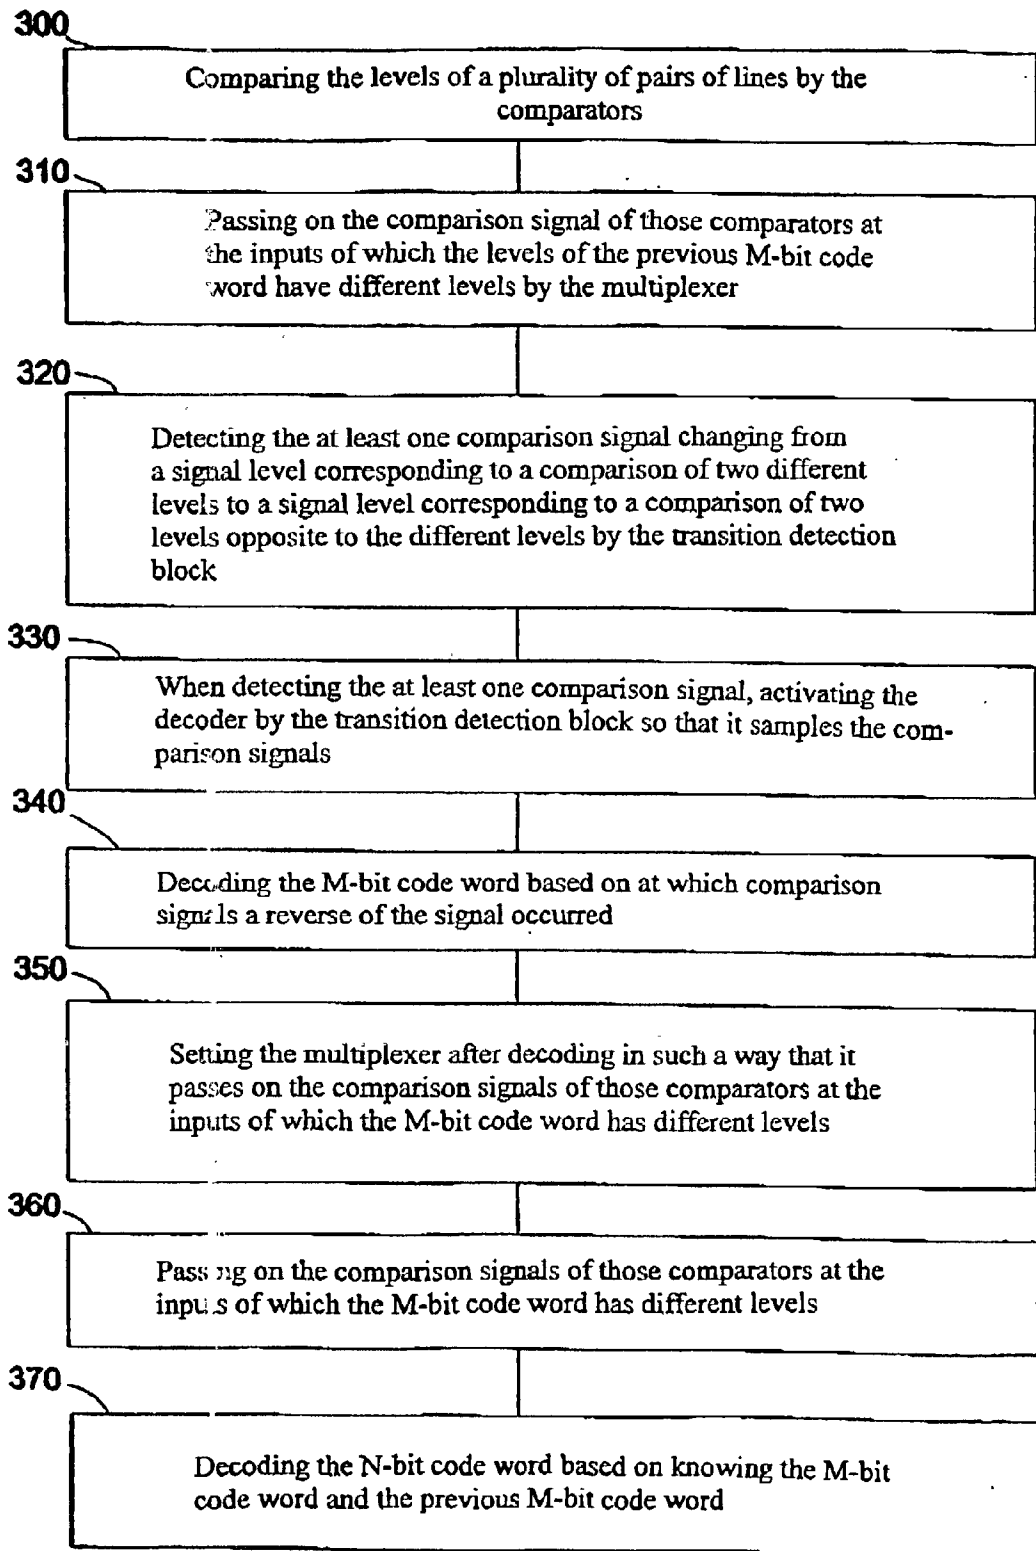 300
Comparing the levels of a plurality of pairs of lines by the
comparators
310
Passing on the comparison signal of those comparators at
the inputs of which the levels of the previous M-bit code
word have different levels by the multiplexer
320
Detecting the at least one comparison signal changing from
a signal level corresponding to a comparison of two different
levels to a signal level corresponding to a comparison of two
levels opposite to the different levels by the transition detection
block
330
When detecting the at least one comparison signal, activating the
decoder by the transition detection block so that it samples the com-
parison signals
340
Decoding the M-bit code word based on at which comparison
signals a reverse of the signal occurred
350
Setting the multiplexer after decoding in such a way that it
passes on the comparison signals of those comparators at the
inputs of which the M-bit code word has different levels
360
Passing on the comparison signals of those comparators at the
inputs of which the M-bit code word has different levels
370
Decoding the N-bit code word based on knowing the M-bit
code word and the previous M-bit code word